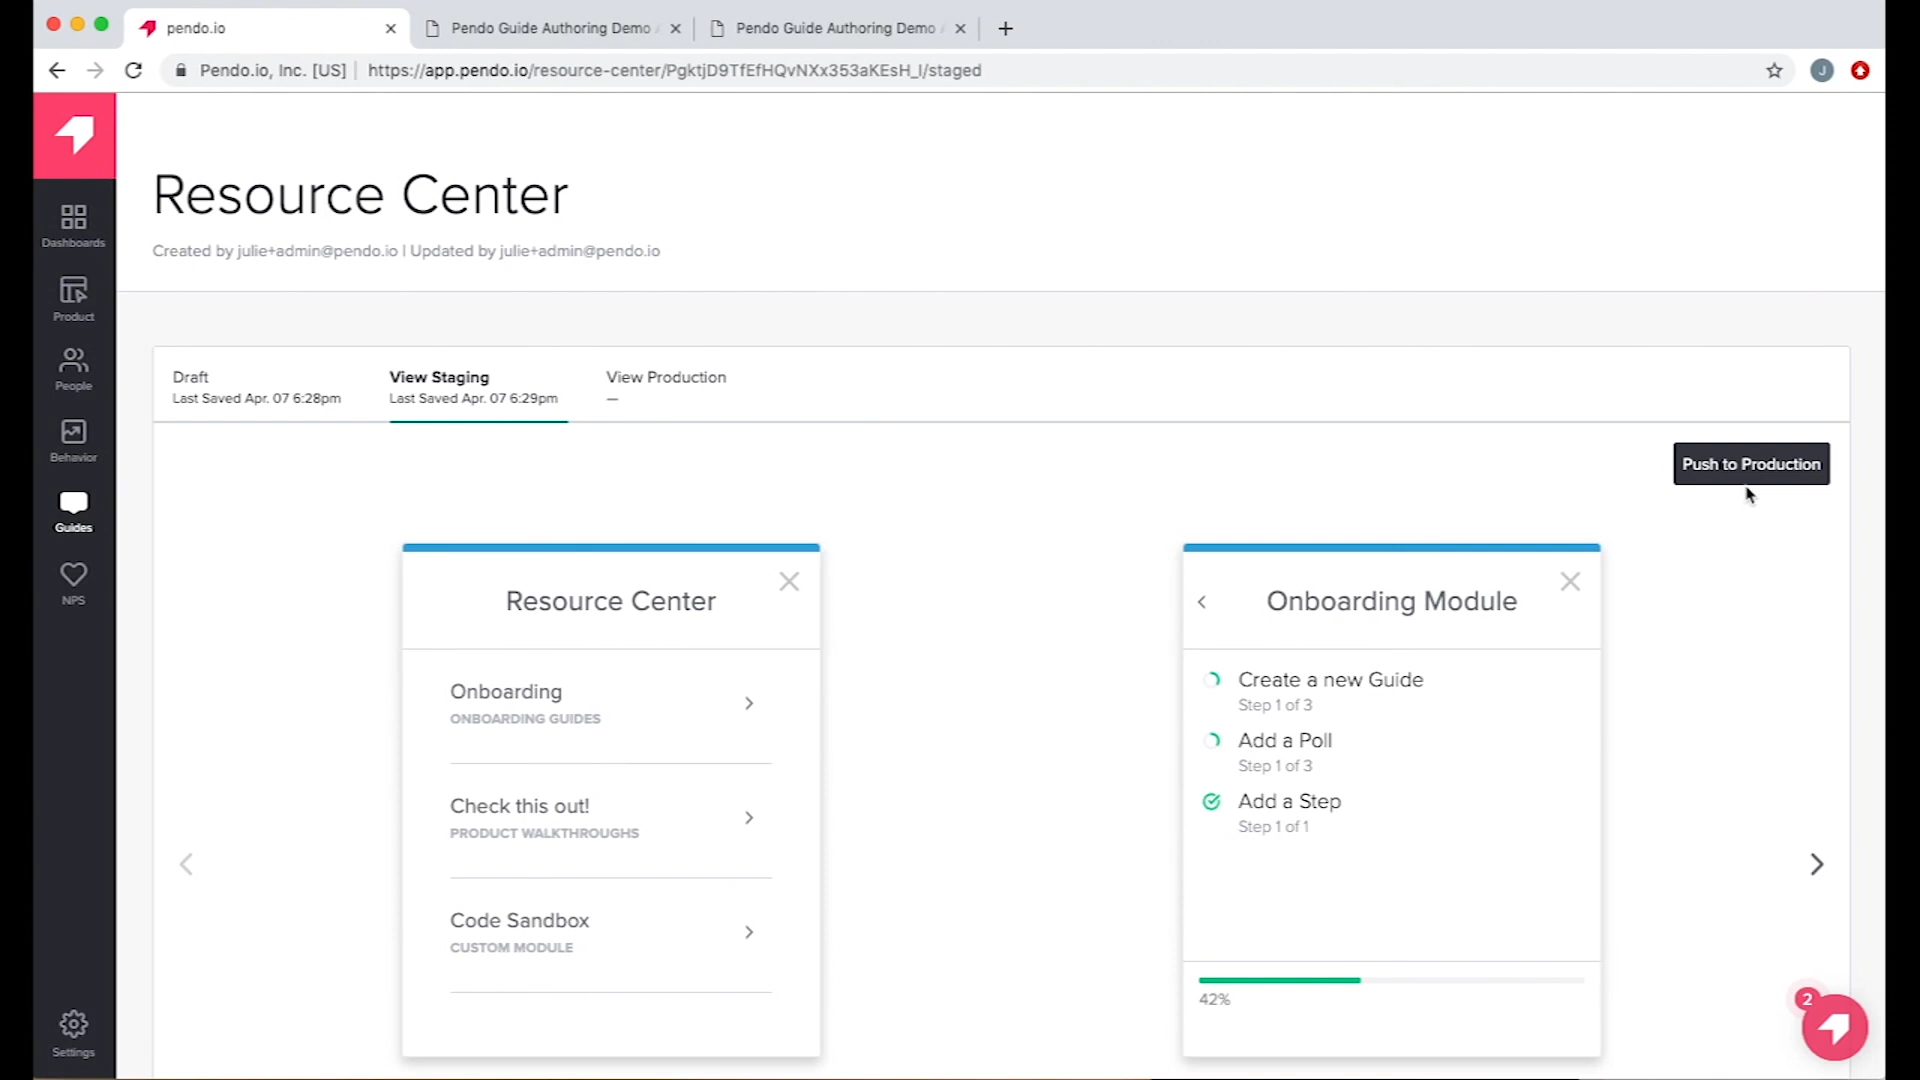 pendo.io
Pendo Guide Authoring Demo
Pendo Guide Authoring Demo
Pendo.io, Inc. [US] | https://app.pendo.io/resource-center/PgktjD9TfEfHQvNXx353aKEsH_I/staged
J
Resource Center
Created by julie+admin@pendo.io | Updated by julie+admin@pendo.io
Dashboards
Product
People
Behavior
Guides
NPS
Settings
Draft
Last Saved Apr. 07 6:28pm
View Staging
Last Saved Apr. 07 6:29pm
View Production
—
Push to Production
Resource Center
Onboarding
ONBOARDING GUIDES
Check this out!
PRODUCT WALKTHROUGHS
Code Sandbox
CUSTOM MODULE
Onboarding Module
Create a new Guide
Step 1 of 3
Add a Poll
Step 1 of 3
Add a Step
Step 1 of 1
42%
2